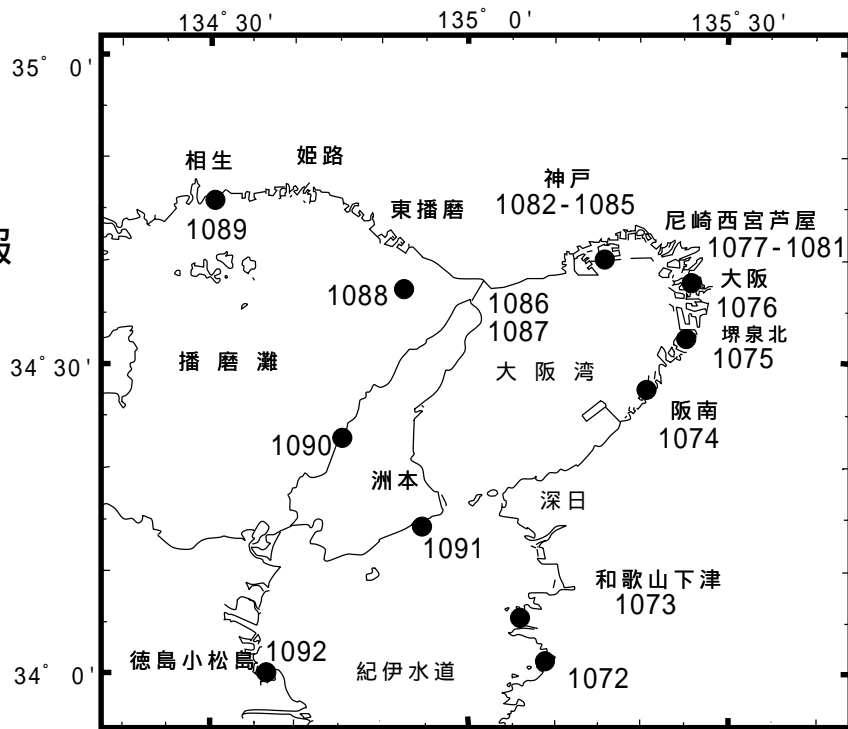 134° 30'
135° 0'
135° 30'
35° 0'
相生
姫路
神戸
1082-1085
東播磨
尼崎西宮芦屋
1077-1081
1089
報
大阪
1076
1088
1086
1087
堺泉北
1075
播磨灘
大阪湾
34° 30'
阪南
1074
1090
洲本
深日
1091
和歌山下津
1073
徳島小松島
1092
紀伊水道
1072
34° 0'